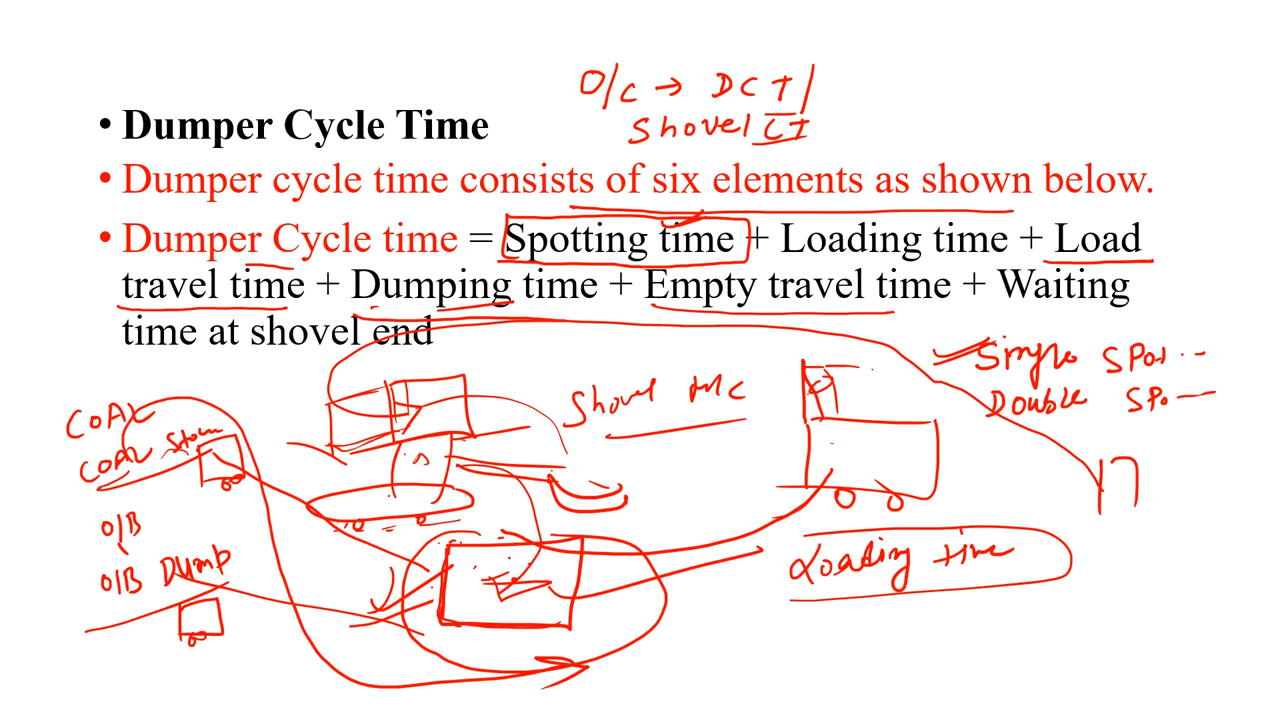 O/C → DCT/
Shovel CT
• Dumper Cycle Time
• Dumper cycle time consists of six elements as shown below.
• Dumper Cycle time = Spotting time + Loading time + Load
travel time + Dumping time + Empty travel time + Waiting
time at shovel end
Single Spot --
Double Spo—
Shovel M/c
COAL
COAL
O/B
O/B Dump
Loading time